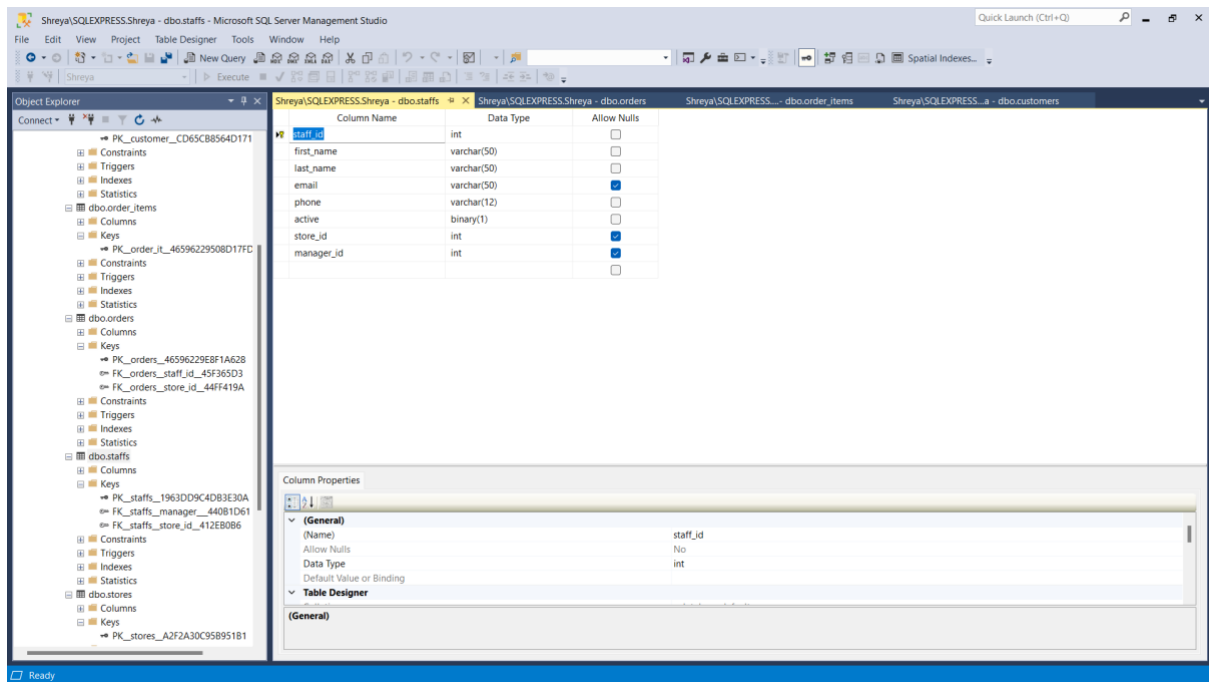 Shreya\SQLEXPRESS.Shreya - dbo.staffs - Microsoft SQL Server Management Studio
Quick Launch (Ctrl+Q)
File Edit View Project Table Designer Tools Window Help
New Query Spatial Indexes...
Shreya Execute
Object Explorer
Shreya\SQLEXPRESS.Shreya - dbo.staffs Shreya\SQLEXPRESS.Shreya - dbo.orders Shreya\SQLEXPRESS....- dbo.order_items Shreya\SQLEXPRESS...a - dbo.customers
Connect
PK__customer__CD65CB8564D171
Constraints
Triggers
Indexes
Statistics
dbo.order_items
Columns
Keys
PK__order_it__46596229508D17FD
Constraints
Triggers
Indexes
Statistics
dbo.orders
Columns
Keys
PK__orders__46596229E8F1A628
FK__orders__staff_id__45F365D3
FK__orders__store_id__44FF419A
Constraints
Triggers
Indexes
Statistics
dbo.staffs
Columns
Keys
PK__staffs__1963DD9C4DB3E30A
FK__staffs__manager__440B1D61
FK__staffs__store_id__412EB0B6
Constraints
Triggers
Indexes
Statistics
dbo.stores
Columns
Keys
PK__stores__A2F2A30C95B951B1
Column Name Data Type Allow Nulls
staff_id int
first_name varchar(50)
last_name varchar(50)
email varchar(50)
phone varchar(12)
active binary(1)
store_id int
manager_id int
Column Properties
(General)
(Name) staff_id
Allow Nulls No
Data Type int
Default Value or Binding
Table Designer
(General)
Ready